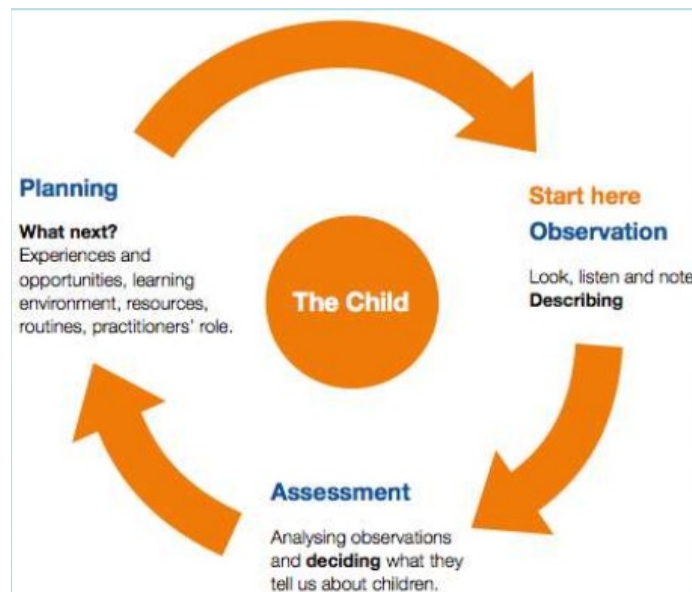 Planning
What next?
Experiences and
opportunities, learning
environment, resources,
routines, practitioners' role.
The Child
Start here
Observation
Look, listen and note
Describing
Assessment
Analysing observations
and deciding what they
tell us about children.